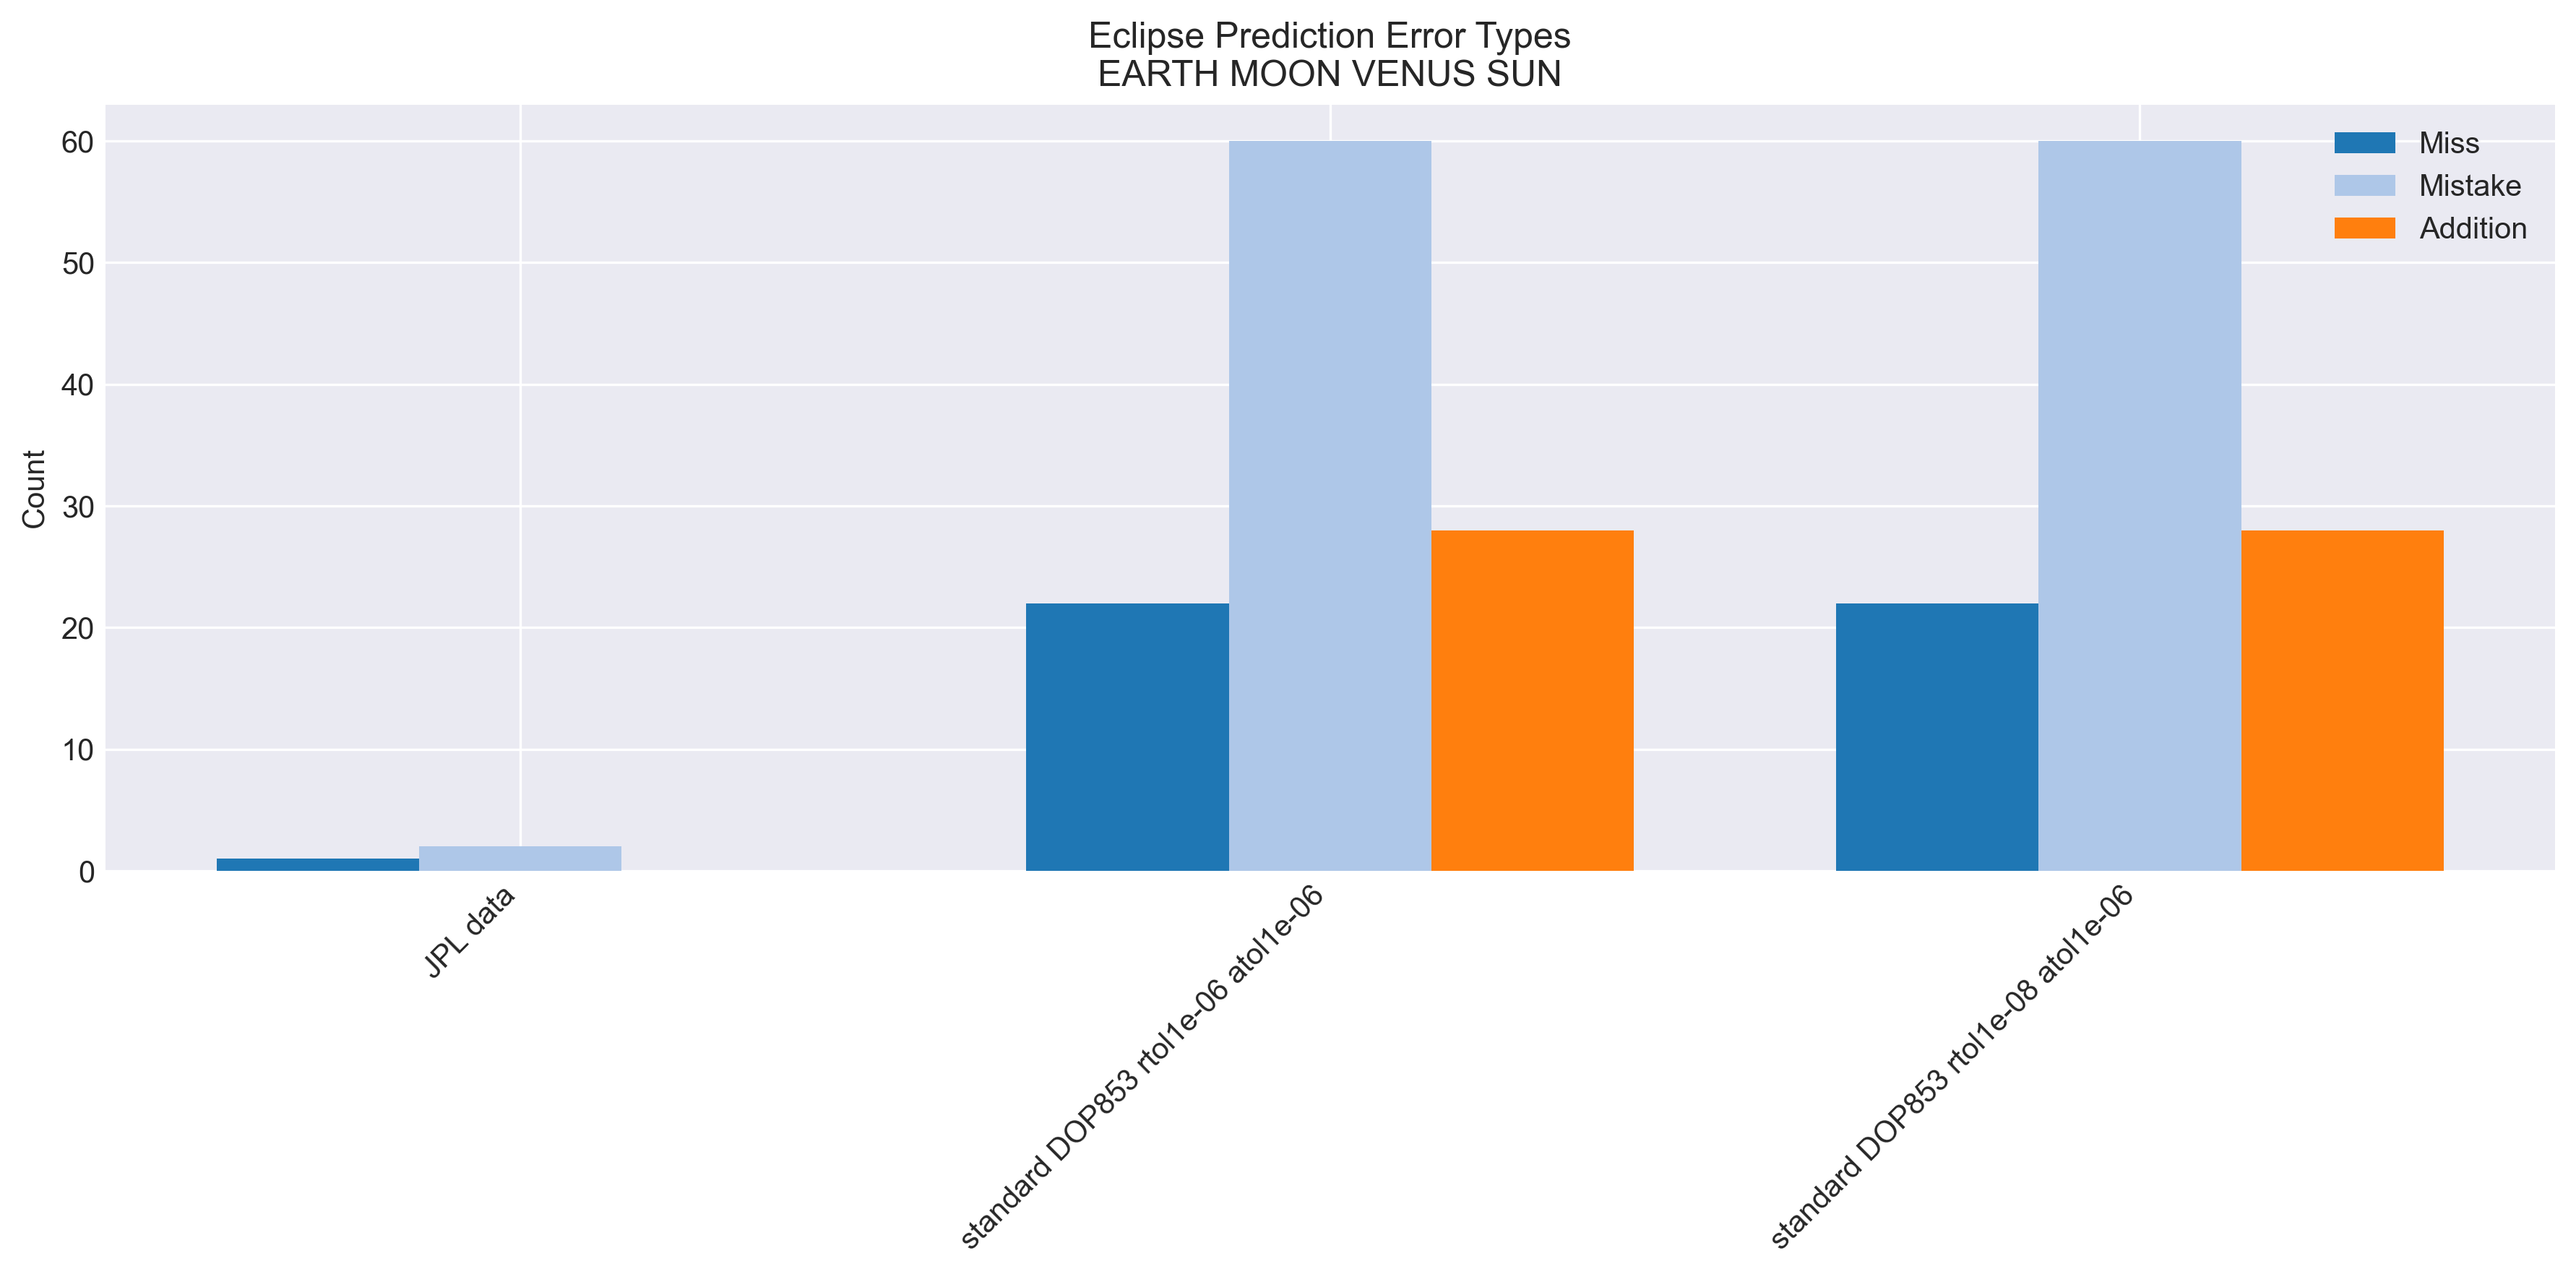 Eclipse Prediction Error Types
EARTH MOON VENUS SUN
Count
60
50
40
30
20
10
0
Miss
Mistake
Addition
JPL data
standard DOP853 rtol1e-06 atol1e-06
standard DOP853 rtol1e-08 atol1e-06